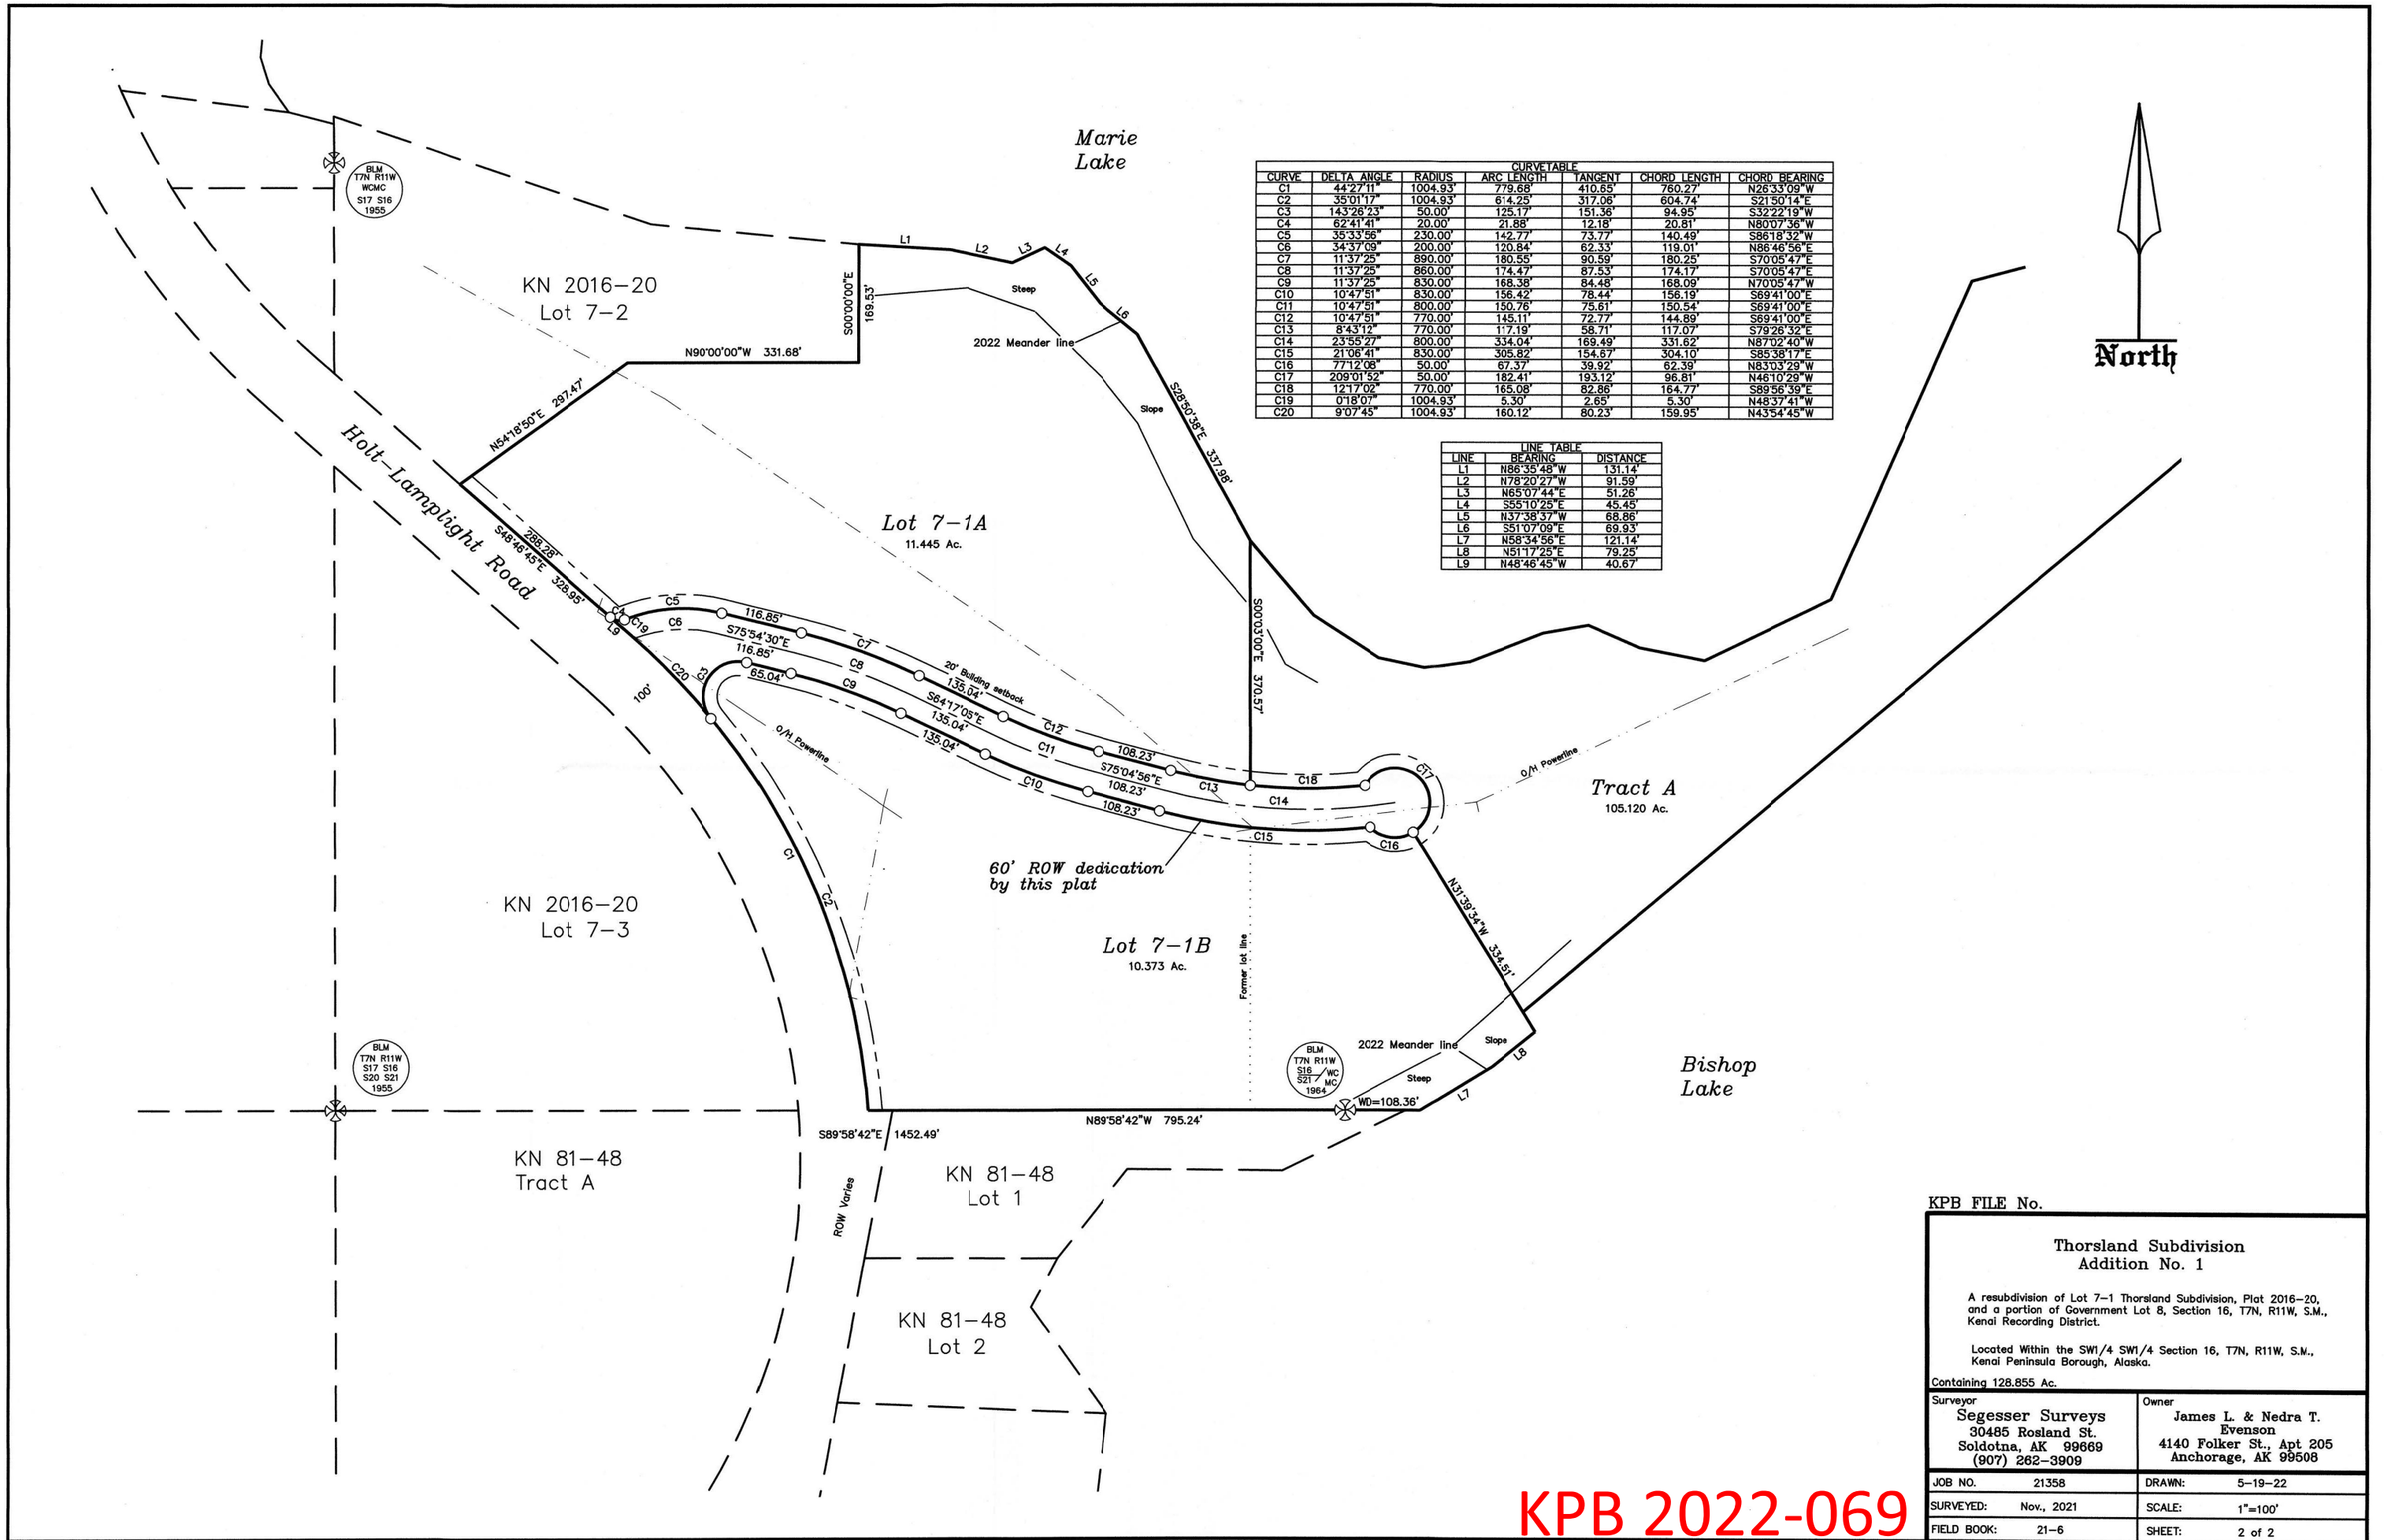 Marie
Lake
BLM
T7N R11W
WCMC
S17 S16
1955
CURVETABLE
CURVE DELTA ANGLE RADIUS ARC LENGTH TANGENT CHORD LENGTH CHORD BEARING
C1 44°27'11" 1004.93' 779.68' 410.65' 760.27' N26°33'09"W
C2 35°01'17" 1004.93' 614.25' 317.06' 604.74' S21°50'14"E
C3 143°26'23" 50.00' 125.17' 151.36' 94.95' S32°22'19"W
C4 62°41'41" 20.00' 21.88' 12.18' 20.81' N80°07'36"W
C5 35°33'56" 230.00' 142.77' 73.77' 140.49' S86°18'32"W
C6 34°37'09" 200.00' 120.84' 62.33' 119.01' N86°46'56"E
C7 11°37'25" 890.00' 180.55' 90.59' 180.25' S70°05'47"E
C8 11°37'25" 860.00' 174.47' 87.53' 174.17' S70°05'47"E
C9 11°37'25" 830.00' 168.38' 84.48' 168.09' N70°05'47"W
C10 10°47'51" 830.00' 156.42' 78.44' 156.19' S69°41'00"E
C11 10°47'51" 800.00' 150.76' 75.61' 150.54' S69°41'00"E
C12 10°47'51" 770.00' 145.11' 72.77' 144.89' S69°41'00"E
C13 8°43'12" 770.00' 117.19' 58.71' 117.07' S79°26'32"E
C14 23°55'27" 800.00' 334.04' 169.49' 331.62' N87°02'40"W
C15 21°06'41" 830.00' 305.82' 154.67' 304.10' S85°38'17"E
C16 77°12'08" 50.00' 67.37' 39.92' 62.39' N83°03'29"W
C17 209°01'52" 50.00' 182.41' 193.12' 96.81' N46°10'29"W
C18 12°17'02" 770.00' 165.08' 82.86' 164.77' S89°56'39"E
C19 0°18'07" 1004.93' 5.30' 2.65' 5.30' N48°37'41"W
C20 9°07'45" 1004.93' 160.12' 80.23' 159.95' N43°54'45"W
LINE TABLE
LINE BEARING DISTANCE
L1 N86°35'48"W 131.14'
L2 N78°20'27"W 91.59'
L3 N65°07'44"E 51.26'
L4 S55°10'25"E 45.45'
L5 N37°38'37"W 68.86'
L6 S51°07'09"E 69.93'
L7 N58°34'56"E 121.14'
L8 N51°17'25"E 79.25'
L9 N48°46'45"W 40.67'
North
L1
L2
L3
L4
L5
L6
KN 2016-20
Lot 7-2
S00°00'00"E
169.53'
Steep
2022 Meander line
N90°00'00"W 331.68'
N54°18'50"E 297.47'
Slope
S28°50'38"E 337.98'
Holt-Lamplight Road
288.28'
S48°46'45"E 328.95'
Lot 7-1A
11.445 Ac.
S00°03'00"E 370.57'
C4
C19
L9
C5
C6
116.85'
S75°54'30"E
116.85'
65.04'
C7
C8
C9
C3
C20
100'
20' Building setback
135.04'
S64°17'05"E
135.04'
135.04'
C12
C11
C10
108.23'
S75°04'56"E
108.23'
108.23'
C13
C18
C14
C15
C17
C16
O/H Powerline
O/H Powerline
Tract A
105.120 Ac.
60' ROW dedication
by this plat
C1
C2
KN 2016-20
Lot 7-3
Lot 7-1B
10.373 Ac.
Former lot line
N31°39'34"W 334.51'
BLM
T7N R11W
S17 S16
S20 S21
1955
BLM
T7N R11W
S16
S21 WC
MC
1964
2022 Meander line
Slope
Steep
L8
L7
WD=108.36'
Bishop
Lake
N89°58'42"W 795.24'
S89°58'42"E 1452.49'
KN 81-48
Tract A
ROW Varies
KN 81-48
Lot 1
KN 81-48
Lot 2
KPB FILE No.
Thorsland Subdivision
Addition No. 1
A resubdivision of Lot 7-1 Thorsland Subdivision, Plat 2016-20,
and a portion of Government Lot 8, Section 16, T7N, R11W, S.M.,
Kenai Recording District.
Located Within the SW1/4 SW1/4 Section 16, T7N, R11W, S.M.,
Kenai Peninsula Borough, Alaska.
Containing 128.855 Ac.
Surveyor
Segesser Surveys
30485 Rosland St.
Soldotna, AK 99669
(907) 262-3909
Owner
James L. & Nedra T.
Evenson
4140 Folker St., Apt 205
Anchorage, AK 99508
JOB NO. 21358
DRAWN: 5-19-22
SURVEYED: Nov., 2021
SCALE: 1"=100'
FIELD BOOK: 21-6
SHEET: 2 of 2
KPB 2022-069